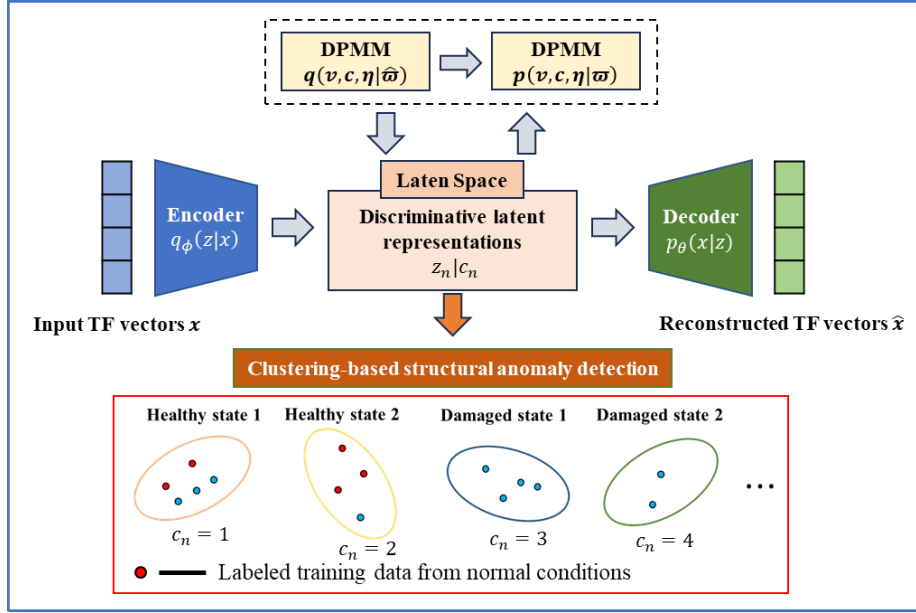 DPMM
q(v,c,η|ϖ̂)
DPMM
p(v,c,η|ϖ)
Laten Space
Encoder
q_ϕ(z|x)
Discriminative latent
representations
z_n|c_n
Decoder
p_θ(x|z)
Input TF vectors x
Reconstructed TF vectors x̂
Clustering-based structural anomaly detection
Healthy state 1
Healthy state 2
Damaged state 1
Damaged state 2
...
c_n = 1
c_n = 2
c_n = 3
c_n = 4
Labeled training data from normal conditions